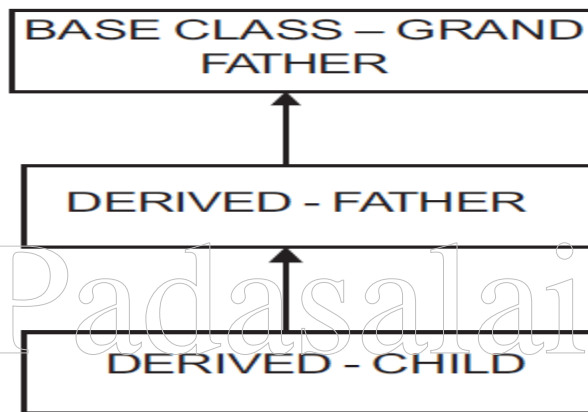 BASE CLASS – GRAND
FATHER
DERIVED - FATHER
Padasalai
DERIVED - CHILD